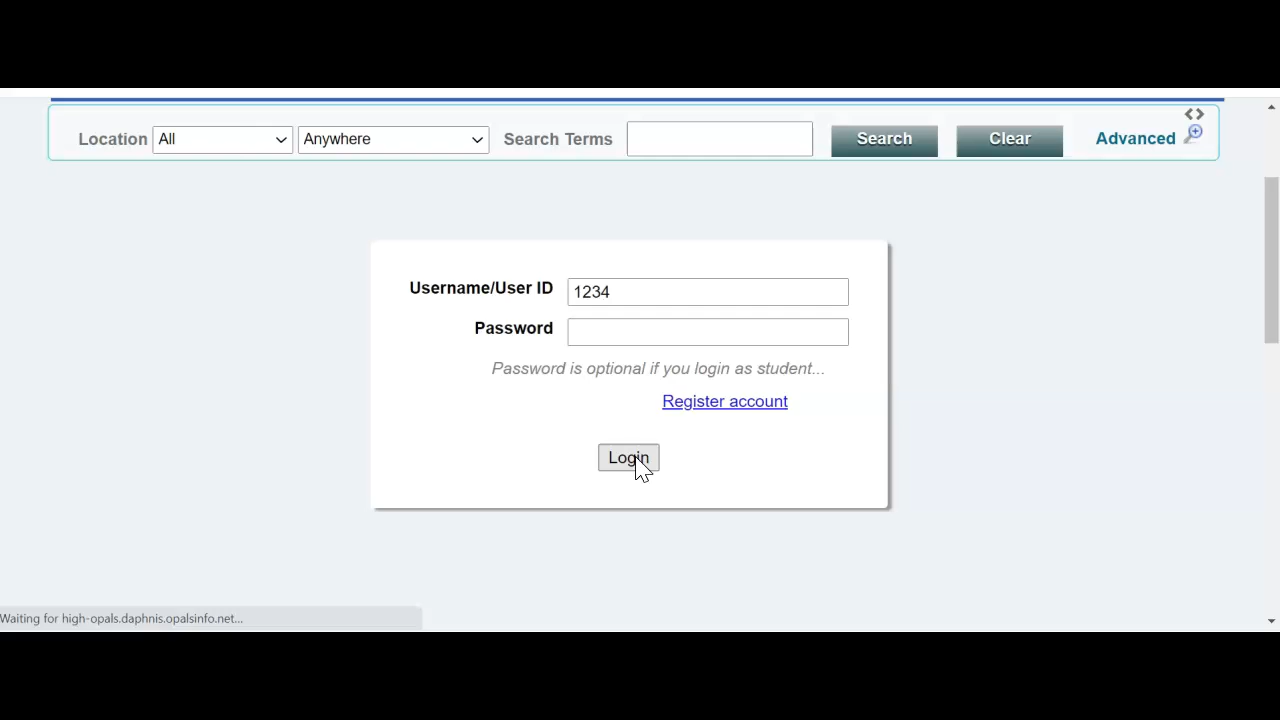 Location All Anywhere Search Terms Search Clear Advanced
Username/User ID 1234
Password
Password is optional if you login as student...
Register account
Login
Waiting for high-opals.daphnis.opalsinfo.net...